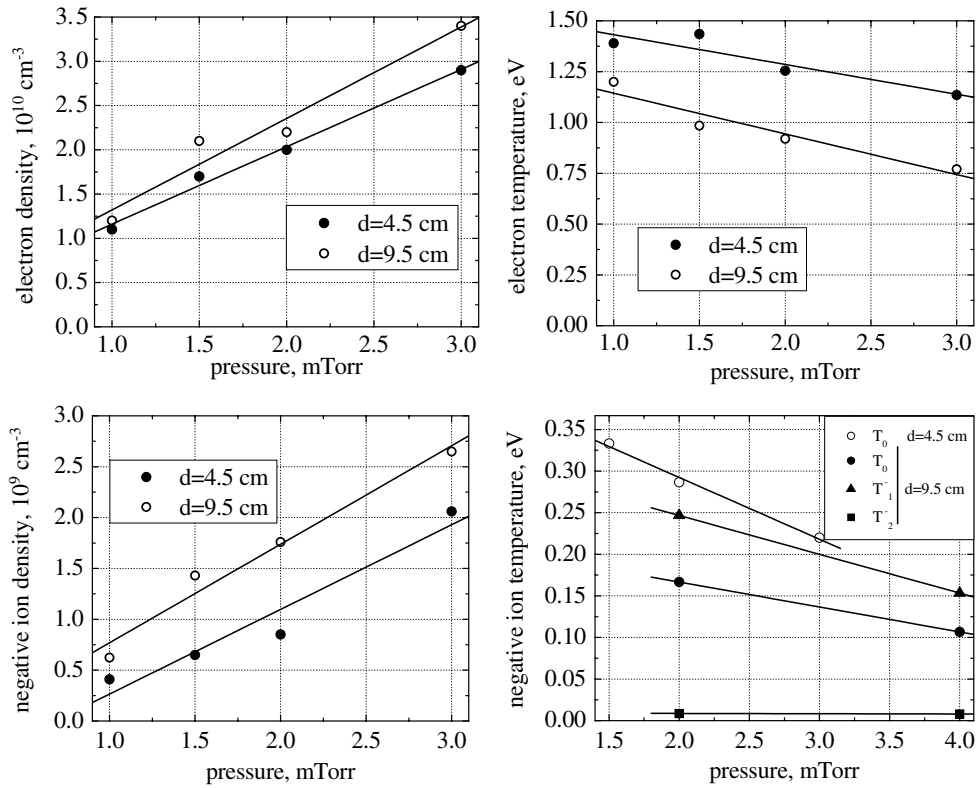 electron density, 10¹⁰ cm⁻³
3.5
3.0
2.5
2.0
1.5
1.0
0.5
0.0
d=4.5 cm
d=9.5 cm
1.0 1.5 2.0 2.5 3.0
pressure, mTorr
electron temperature, eV
1.50
1.25
1.00
0.75
0.50
0.25
0.00
d=4.5 cm
d=9.5 cm
1.0 1.5 2.0 2.5 3.0
pressure, mTorr
negative ion density, 10⁹ cm⁻³
3.0
2.5
2.0
1.5
1.0
0.5
0.0
d=4.5 cm
d=9.5 cm
1.0 1.5 2.0 2.5 3.0
pressure, mTorr
negative ion temperature, eV
0.35
0.30
0.25
0.20
0.15
0.10
0.05
0.00
T₀ d=4.5 cm
T₀
T⁻₁ d=9.5 cm
T⁻₂
1.5 2.0 2.5 3.0 3.5 4.0
pressure, mTorr